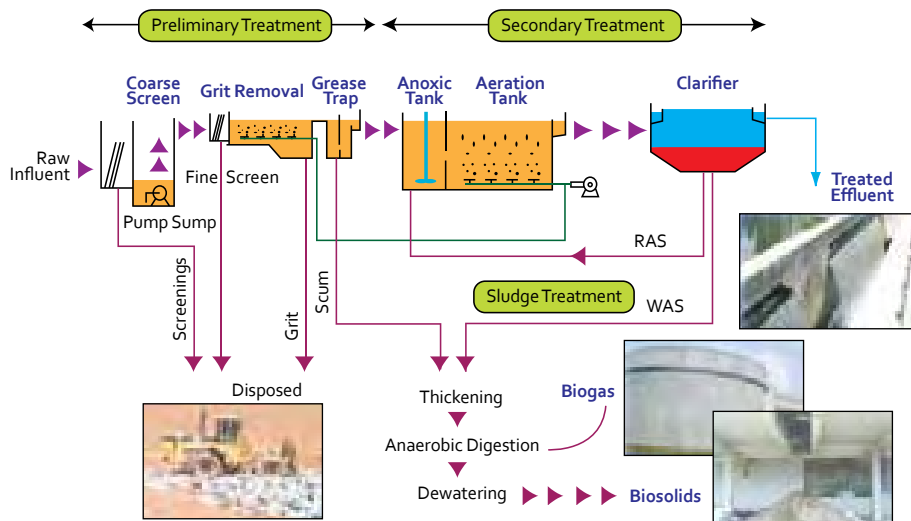 Preliminary Treatment
Secondary Treatment
Coarse
Screen
Grit Removal
Grease
Trap
Anoxic
Tank
Aeration
Tank
Clarifier
Raw
Influent
Fine Screen
Pump Sump
Treated
Effluent
RAS
Screenings
Grit
Scum
Sludge Treatment
WAS
Disposed
Thickening
Biogas
Anaerobic Digestion
Dewatering
Biosolids